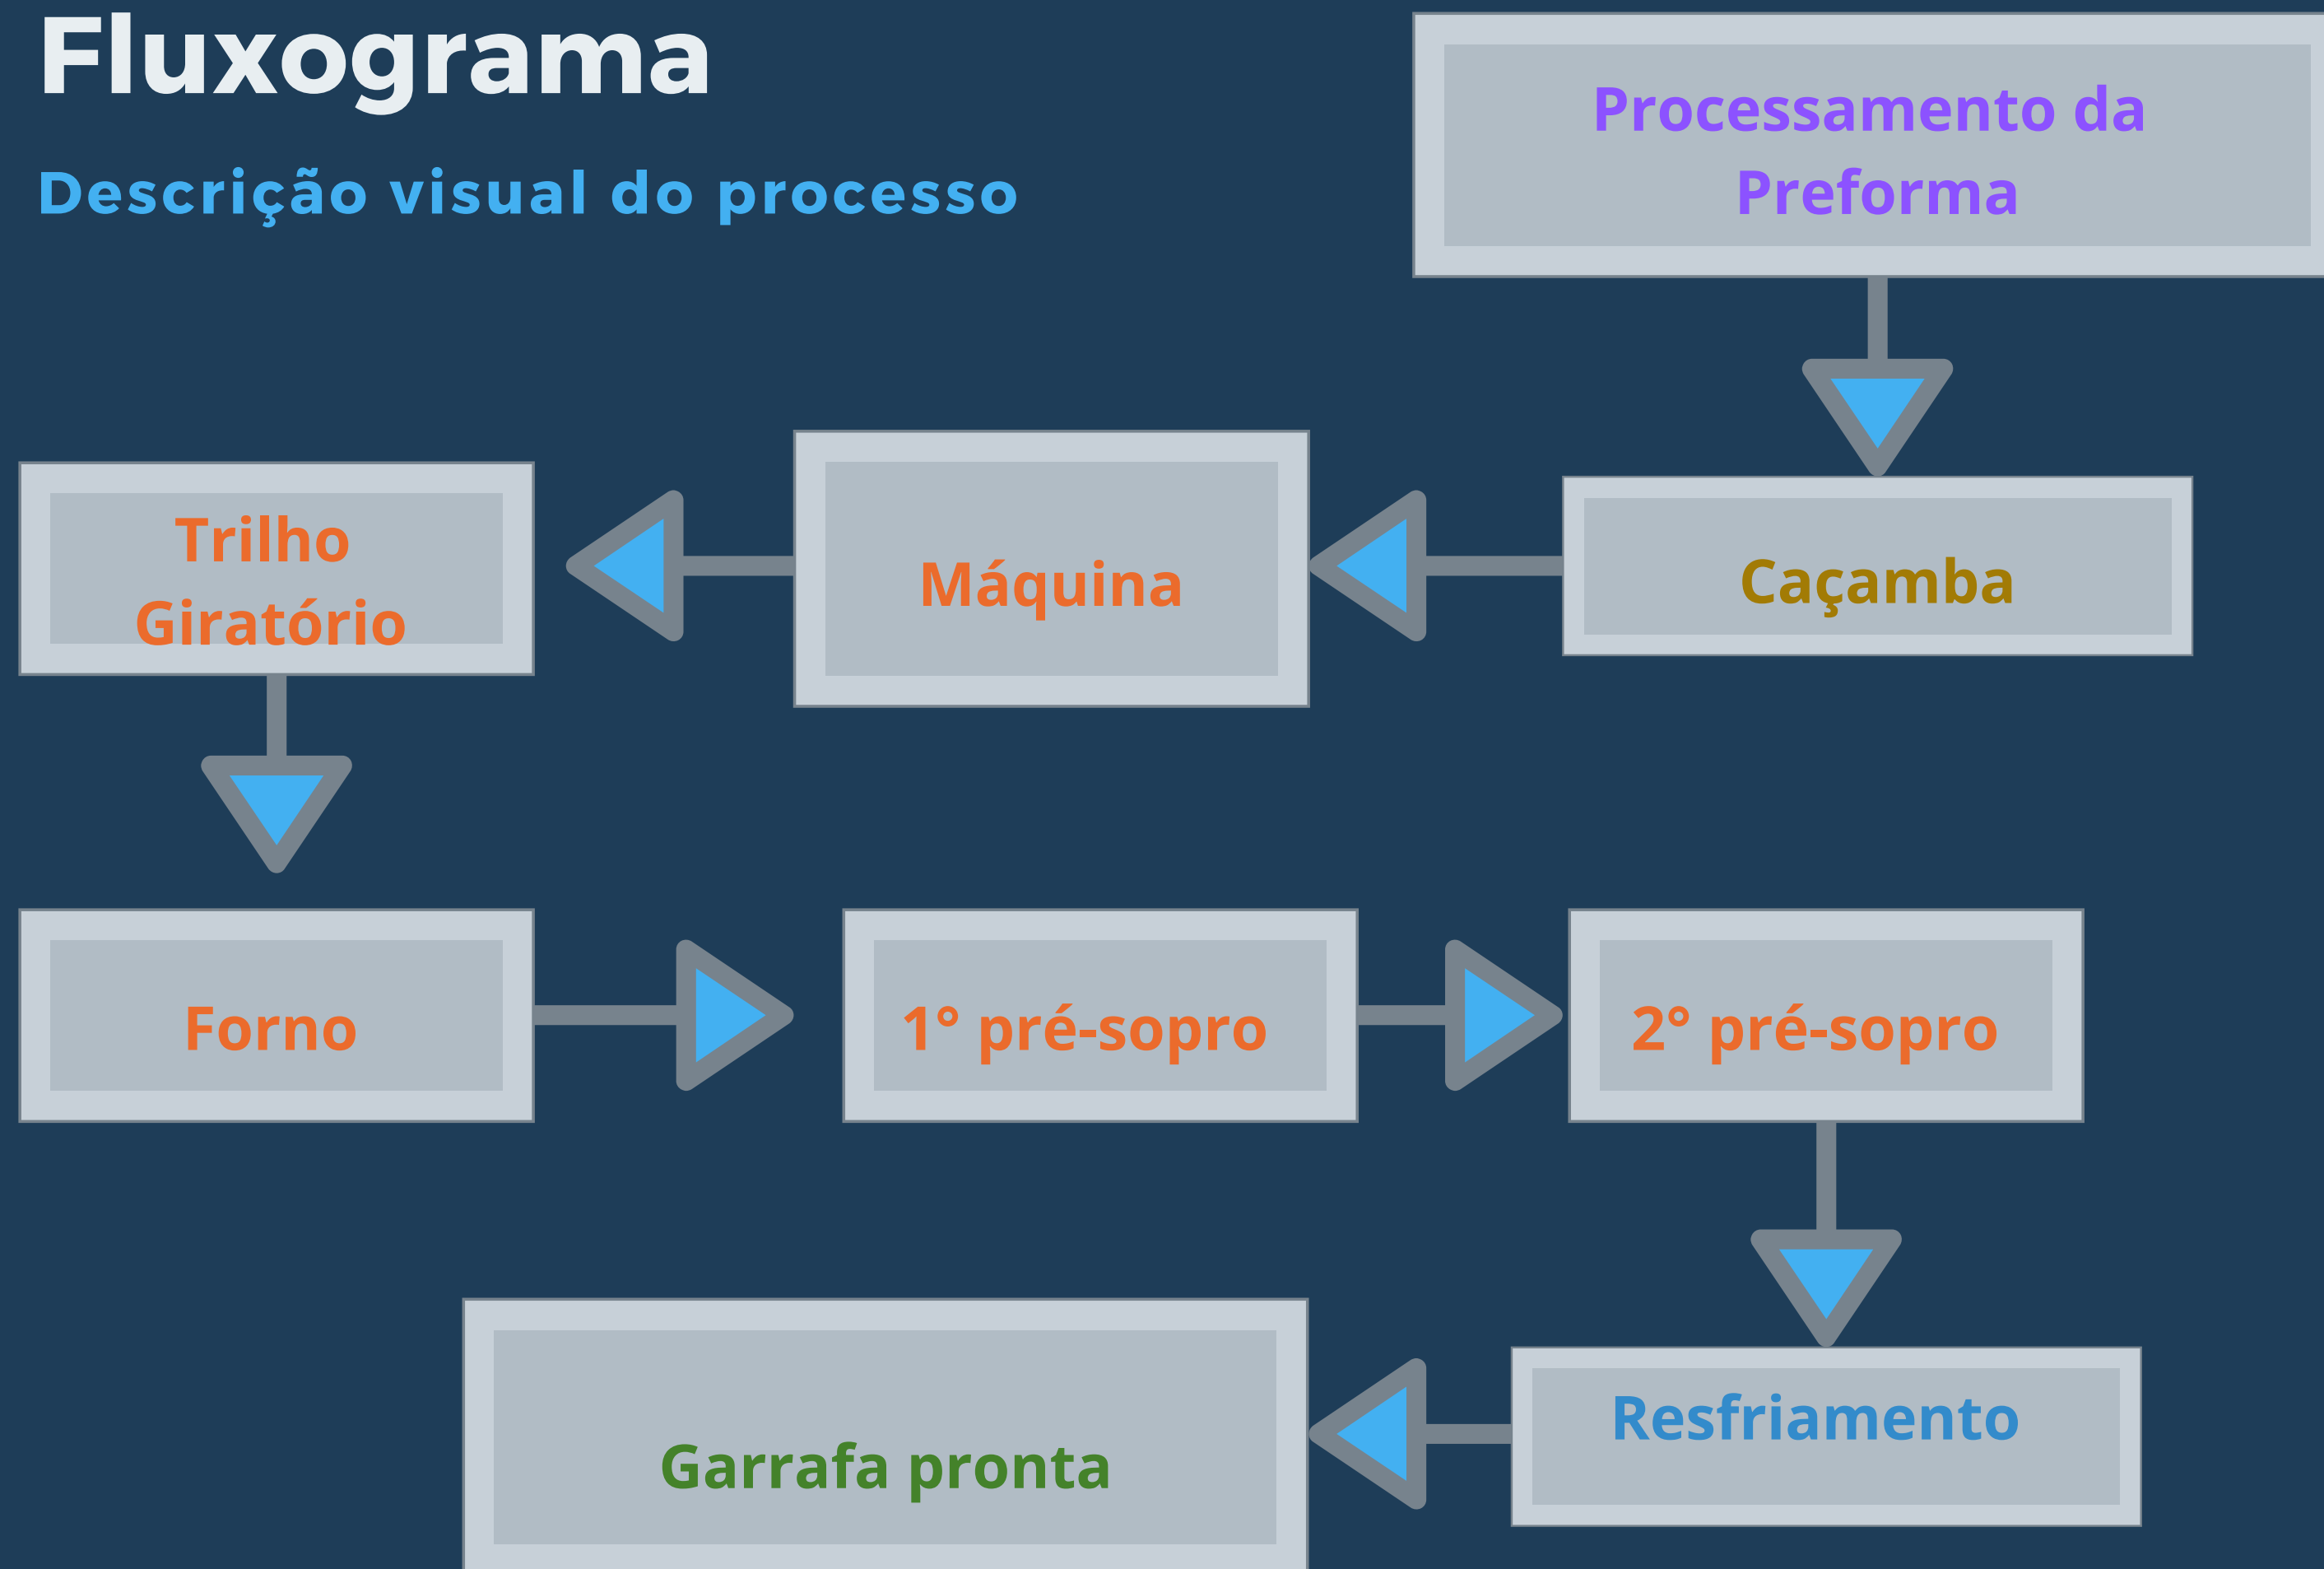 Fluxograma
Descrição visual do processo
Processamento da
Preforma
Caçamba
Máquina
Trilho
Giratório
Forno
1° pré-sopro
2° pré-sopro
Resfriamento
Garrafa pronta